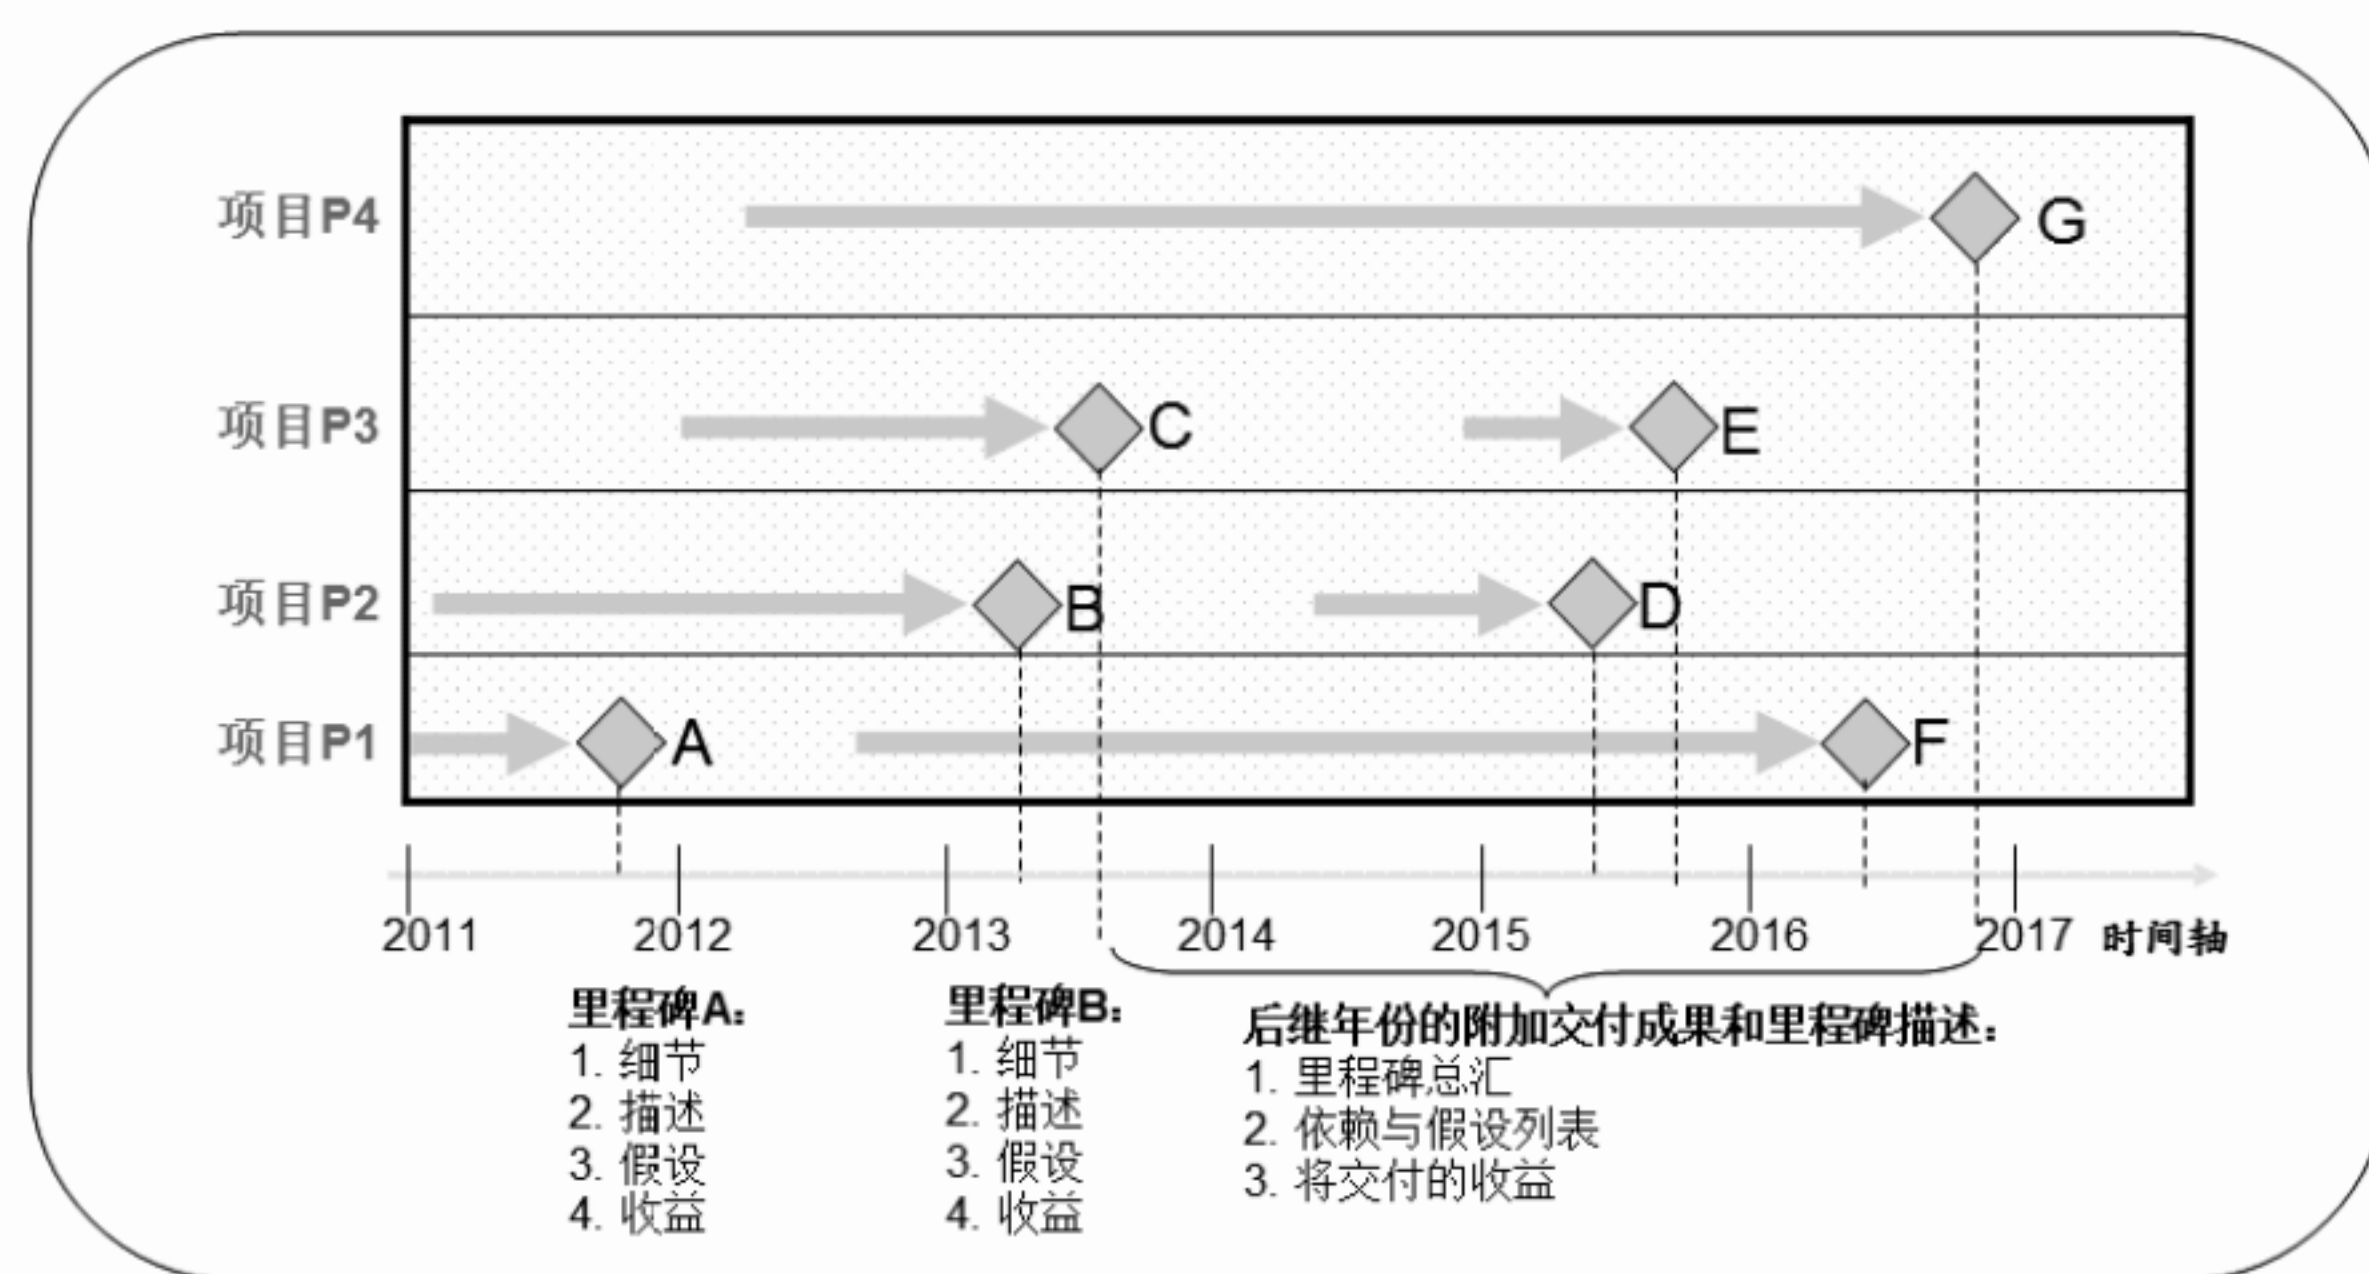 项目P4
G
项目P3
C
E
项目P2
B
D
项目P1
A
F
2011 2012 2013 2014 2015 2016 2017 时间轴
里程碑A:
1. 细节
2. 描述
3. 假设
4. 收益
里程碑B:
1. 细节
2. 描述
3. 假设
4. 收益
后继年份的附加交付成果和里程碑描述:
1. 里程碑总汇
2. 依赖与假设列表
3. 将交付的收益